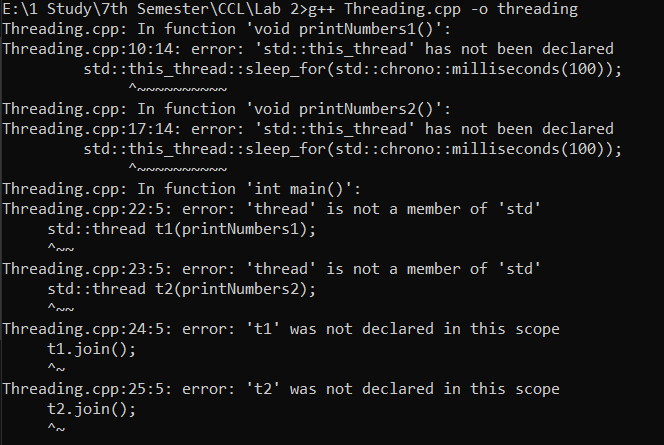 E:\1 Study\7th Semester\CCL\Lab 2>g++ Threading.cpp -o threading
Threading.cpp: In function 'void printNumbers1()':
Threading.cpp:10:14: error: 'std::this_thread' has not been declared
         std::this_thread::sleep_for(std::chrono::milliseconds(100));
              ^~~~~~~~~~~
Threading.cpp: In function 'void printNumbers2()':
Threading.cpp:17:14: error: 'std::this_thread' has not been declared
         std::this_thread::sleep_for(std::chrono::milliseconds(100));
              ^~~~~~~~~~~
Threading.cpp: In function 'int main()':
Threading.cpp:22:5: error: 'thread' is not a member of 'std'
     std::thread t1(printNumbers1);
     ^~~
Threading.cpp:23:5: error: 'thread' is not a member of 'std'
     std::thread t2(printNumbers2);
     ^~~
Threading.cpp:24:5: error: 't1' was not declared in this scope
     t1.join();
     ^~
Threading.cpp:25:5: error: 't2' was not declared in this scope
     t2.join();
     ^~